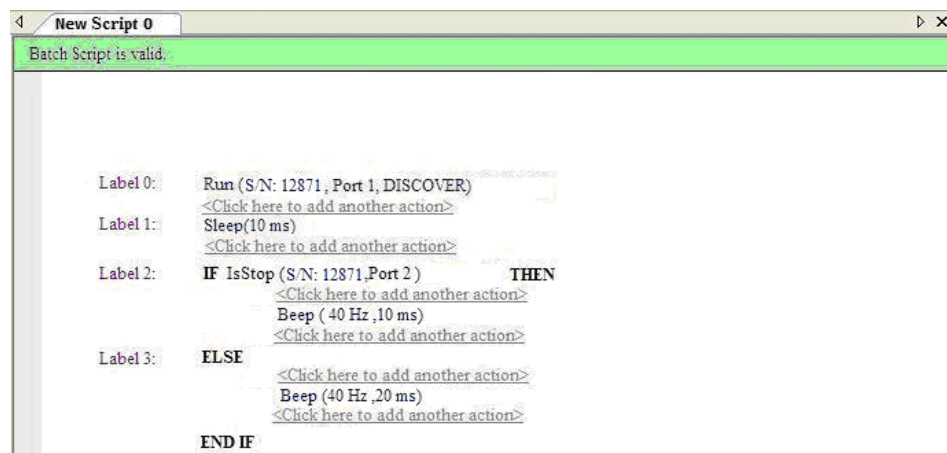 New Script 0
Batch Script is valid.
Label 0: Run (S/N: 12871, Port 1, DISCOVER)
<Click here to add another action>
Label 1: Sleep(10 ms)
<Click here to add another action>
Label 2: IF IsStop (S/N: 12871,Port 2 ) THEN
<Click here to add another action>
Beep ( 40 Hz ,10 ms)
<Click here to add another action>
Label 3: ELSE
<Click here to add another action>
Beep (40 Hz ,20 ms)
<Click here to add another action>
END IF